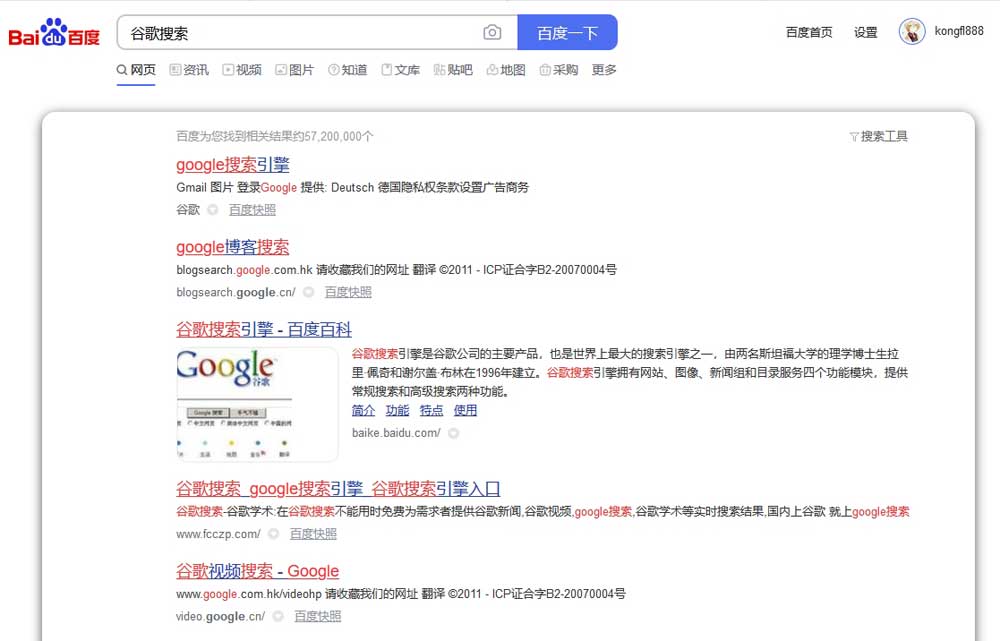 Bai du 百度
谷歌搜索
百度一下
百度首页 设置 kongfl888
网页 资讯 视频 图片 知道 文库 贴吧 地图 采购 更多
百度为您找到相关结果约57,200,000个
搜索工具
google搜索引擎
Gmail 图片 登录Google 提供: Deutsch 德国隐私权条款设置广告商务
谷歌 百度快照
google博客搜索
blogsearch.google.com.hk 请收藏我们的网址 翻译 ©2011 - ICP证合字B2-20070004号
blogsearch.google.cn/ 百度快照
谷歌搜索引擎 - 百度百科
Google
谷歌
Google 搜索 手气不错
谷歌搜索引擎是谷歌公司的主要产品，也是世界上最大的搜索引擎之一，由两名斯坦福大学的理学博士生拉
里·佩奇和谢尔盖·布林在1996年建立。谷歌搜索引擎拥有网站、图像、新闻组和目录服务四个功能模块，提供
常规搜索和高级搜索两种功能。
简介 功能 特点 使用
baike.baidu.com/
谷歌搜索_google搜索引擎_谷歌搜索引擎入口
谷歌搜索-谷歌学术:在谷歌搜索不能用时免费为需求者提供谷歌新闻,谷歌视频,google搜索,谷歌学术等实时搜索结果,国内上谷歌 就上google搜索
www.fcczp.com/ 百度快照
谷歌视频搜索 - Google
www.google.com.hk/videohp 请收藏我们的网址 翻译 ©2011 - ICP证合字B2-20070004号
video.google.cn/ 百度快照